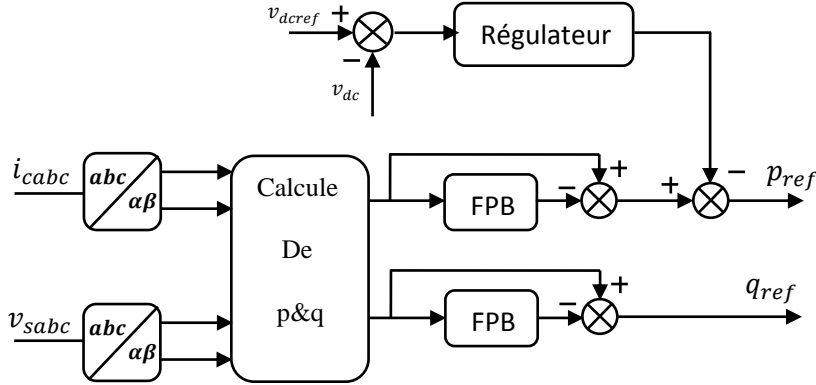 v_dcref + Régulateur
−
v_dc
i_cabc abc αβ
Calcule
De
p&q
+ − FPB + − p_ref
v_sabc abc αβ
+ − FPB q_ref